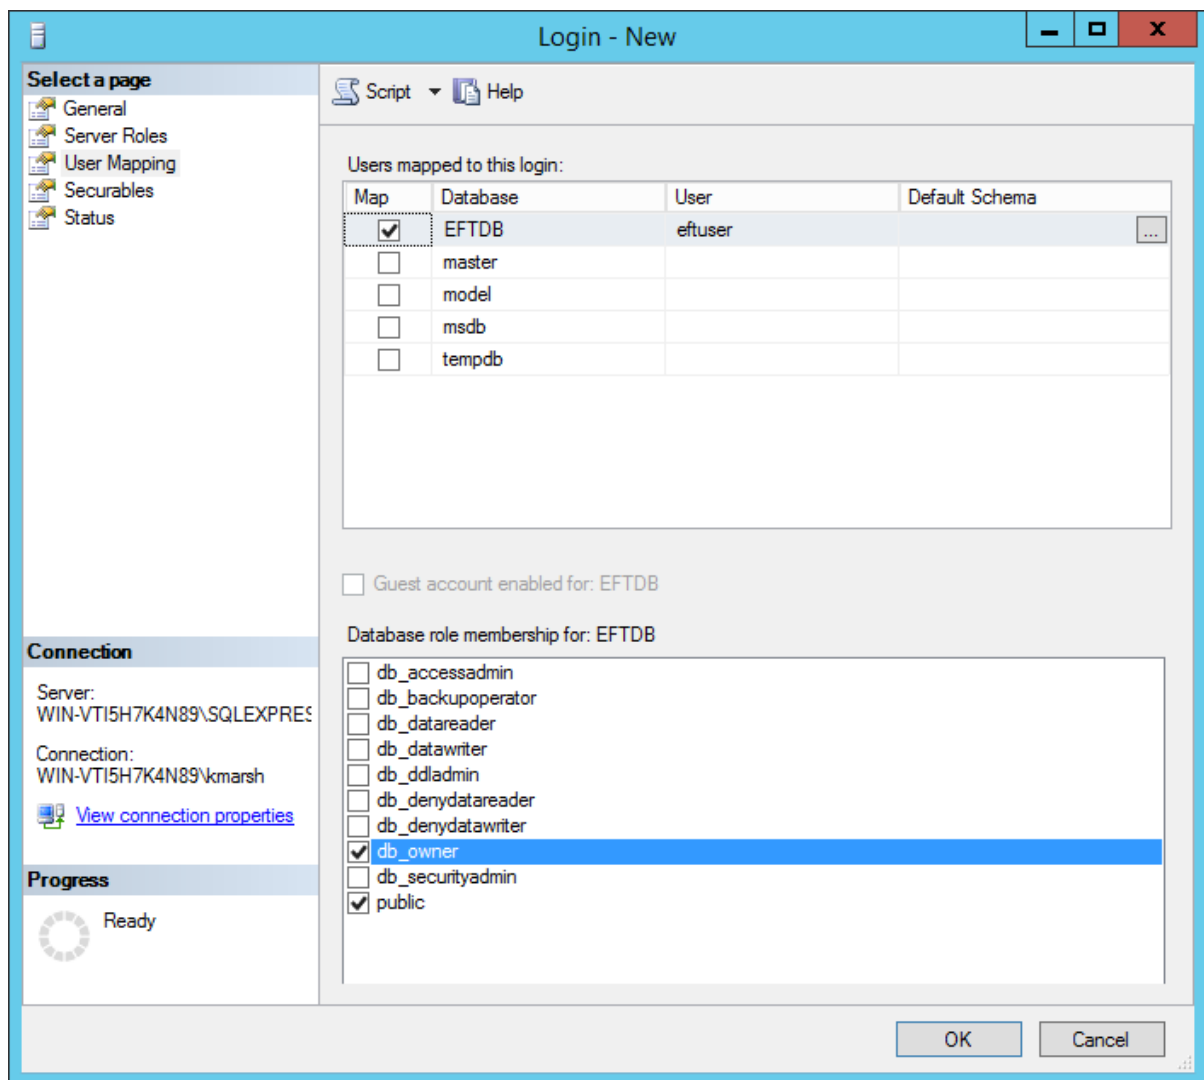 Login - New
Select a page
General
Server Roles
User Mapping
Securables
Status
Script Help
Users mapped to this login:
Map Database User Default Schema
EFTDB eftuser ...
master
model
msdb
tempdb
Guest account enabled for: EFTDB
Database role membership for: EFTDB
db_accessadmin
db_backupoperator
db_datareader
db_datawriter
db_ddladmin
db_denydatareader
db_denydatawriter
db_owner
db_securityadmin
public
Connection
Server:
WIN-VTI5H7K4N89\SQLEXPRES
Connection:
WIN-VTI5H7K4N89\kmarsh
View connection properties
Progress
Ready
OK Cancel